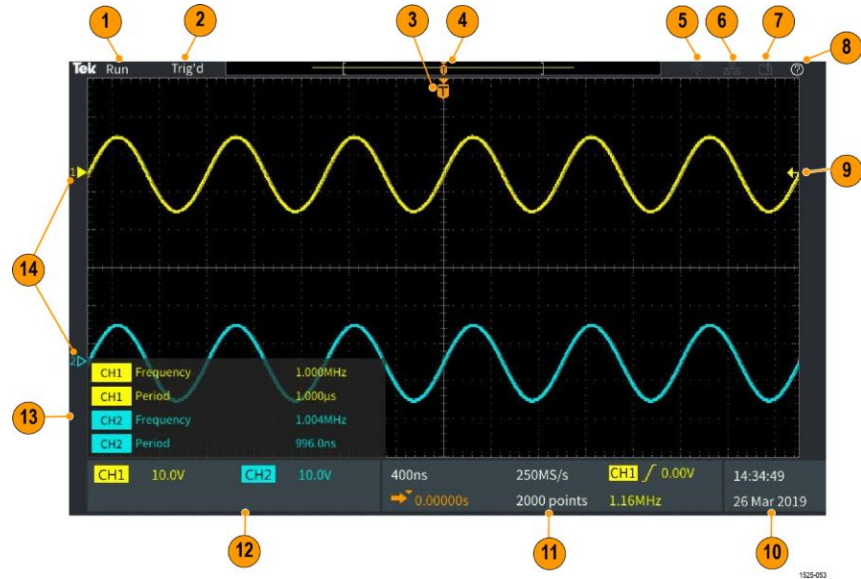 1 2 3 4 5 6 7 8
Tek Run Trig'd T ?
T
1 9
14
2
CH1 Frequency 1.000MHz
CH1 Period 1.000µs
CH2 Frequency 1.004MHz
CH2 Period 996.0ns
13
CH1 10.0V CH2 10.0V 400ns 250MS/s CH1 0.00V 14:34:49
0.00000s 2000 points 1.16MHz 26 Mar 2019
12 11 10
1525-053